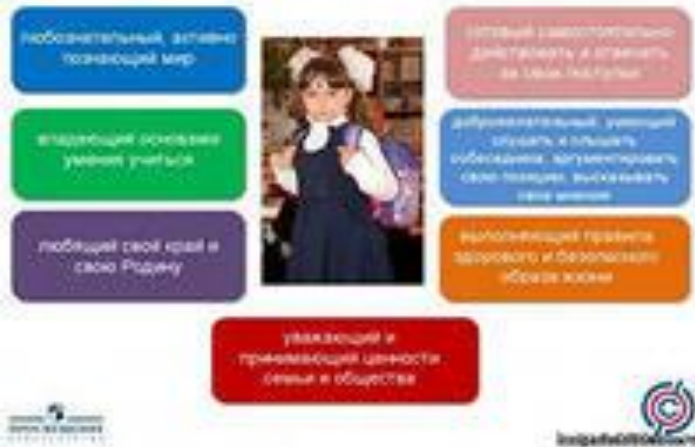 любознательный, активно
познающий мир
владеющий основами
умения учиться
любящий свой край и
свою Родину
готовый самостоятельно
действовать и отвечать
за свои поступки
доброжелательный, умеющий
слушать и слышать
собеседника, аргументировать
свою позицию, высказывать
свое мнение
выполняющий правила
здорового и безопасного
образа жизни
уважающий и
принимающий ценности
семьи и общества